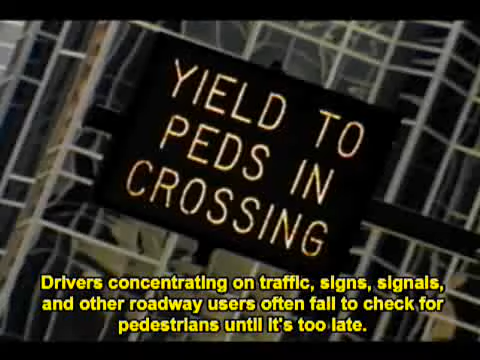 YIELD TO
PEDS IN
CROSSING
Drivers concentrating on traffic, signs, signals,
and other roadway users often fail to check for
pedestrians until it's too late.